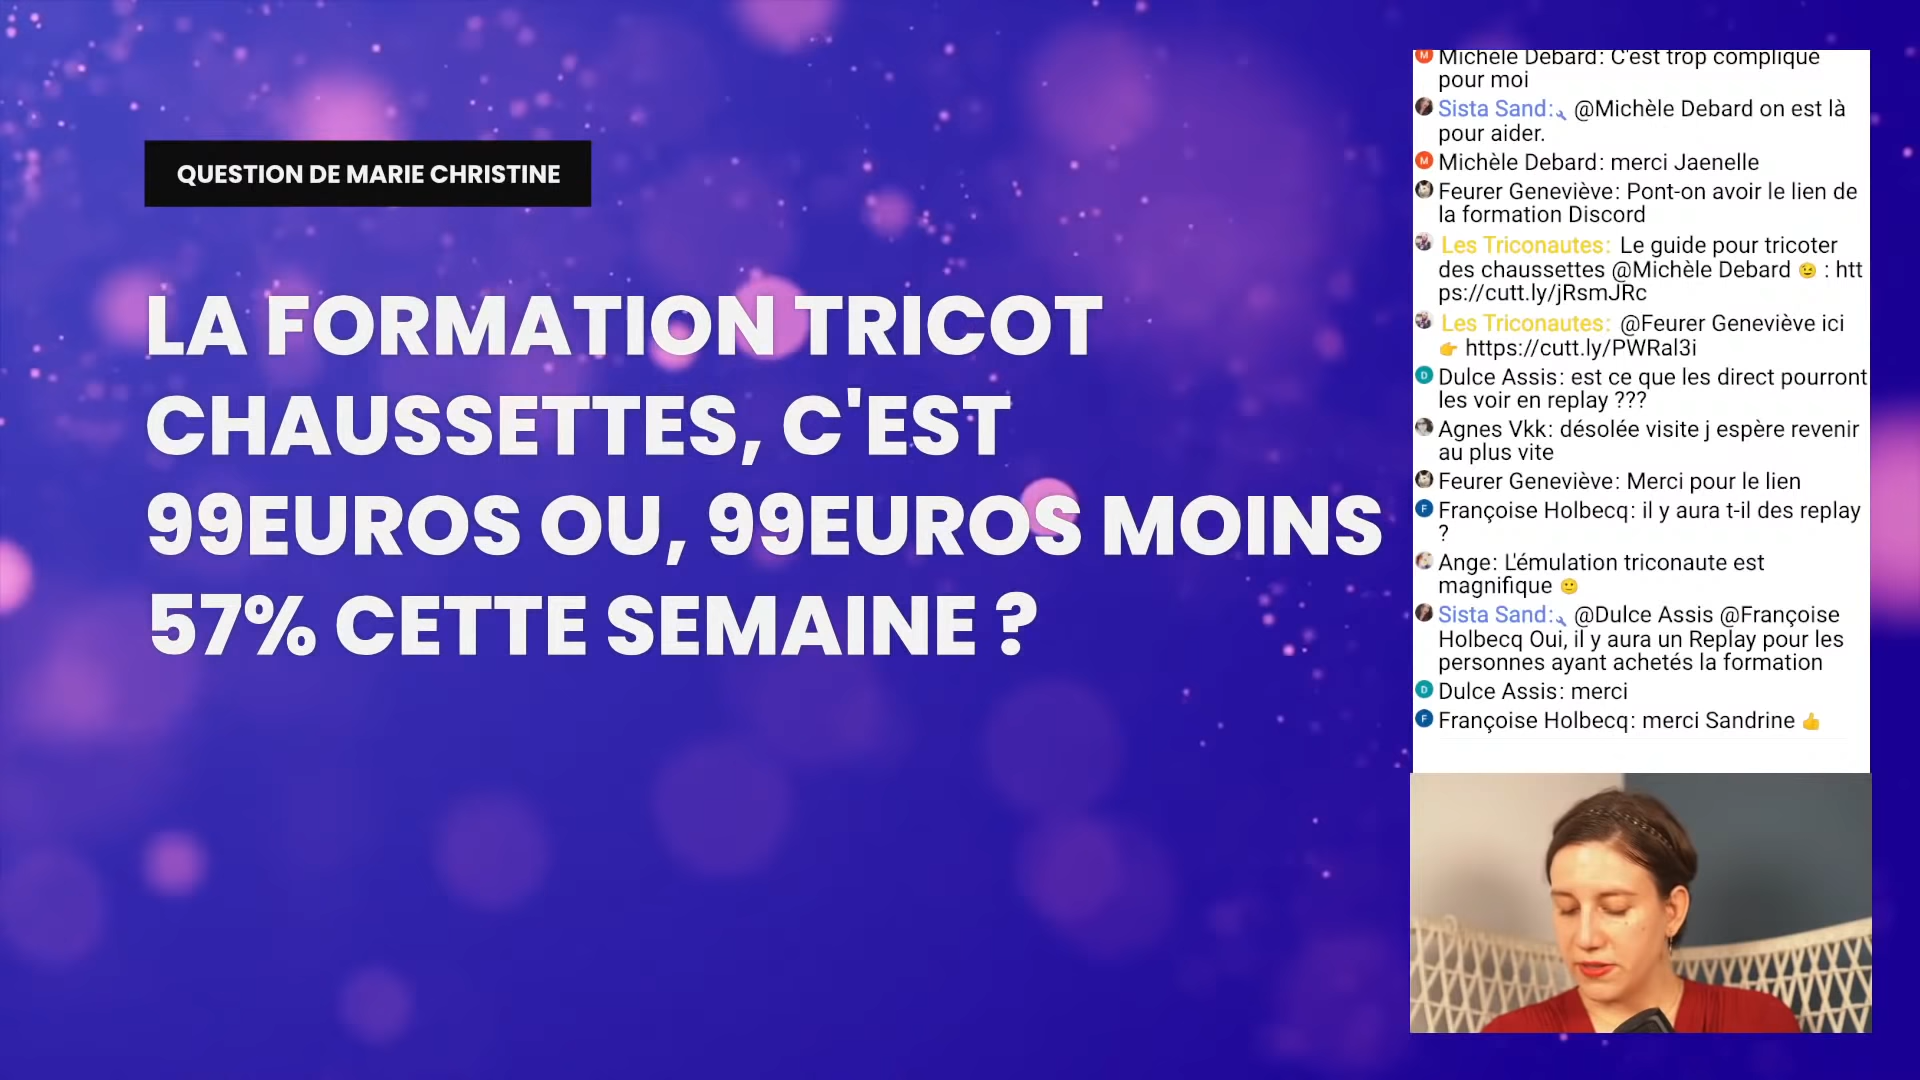 QUESTION DE MARIE CHRISTINE
LA FORMATION TRICOT
CHAUSSETTES, C'EST
99EUROS OU, 99EUROS MOINS
57% CETTE SEMAINE ?
Michèle Debard: C'est trop compliqué
pour moi
Sista Sand: @Michèle Debard on est là
pour aider.
M Michèle Debard: merci Jaenelle
Feurer Geneviève: Pont-on avoir le lien de
la formation Discord
Les Triconautes: Le guide pour tricoter
des chaussettes @Michèle Debard 😉 : htt
ps://cutt.ly/jRsmJRc
Les Triconautes: @Feurer Geneviève ici
👉 https://cutt.ly/PWRal3i
D Dulce Assis: est ce que les direct pourront
les voir en replay ???
Agnes Vkk: désolée visite j espère revenir
au plus vite
Feurer Geneviève: Merci pour le lien
F Françoise Holbecq: il y aura t-il des replay
?
Ange: L'émulation triconaute est
magnifique 🙂
Sista Sand: @Dulce Assis @Françoise
Holbecq Oui, il y aura un Replay pour les
personnes ayant achetés la formation
D Dulce Assis: merci
F Françoise Holbecq: merci Sandrine 👍